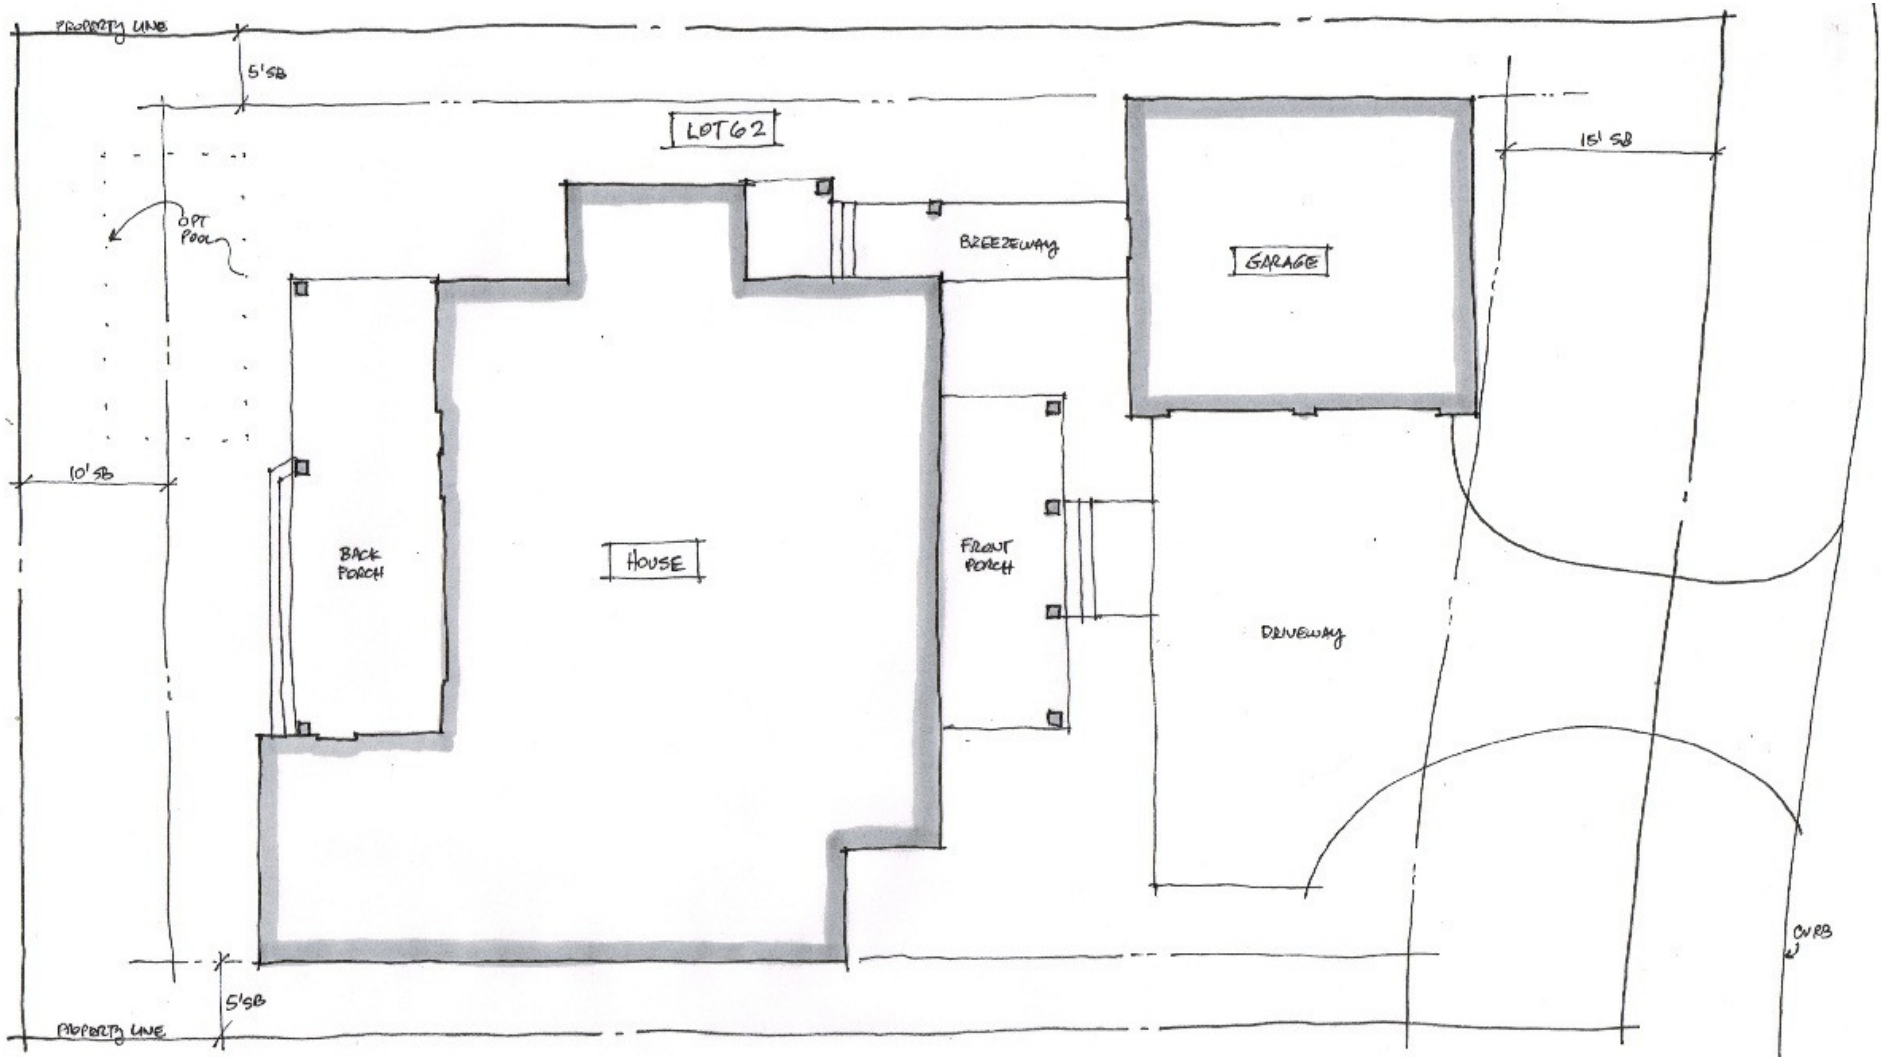 PROPERTY LINE
5' SB
LOT 62
15' SB
OPT
POOL
BREEZEWAY
GARAGE
10' SB
BACK
PORCH
HOUSE
FRONT
PORCH
DRIVEWAY
CURB
5' SB
PROPERTY LINE